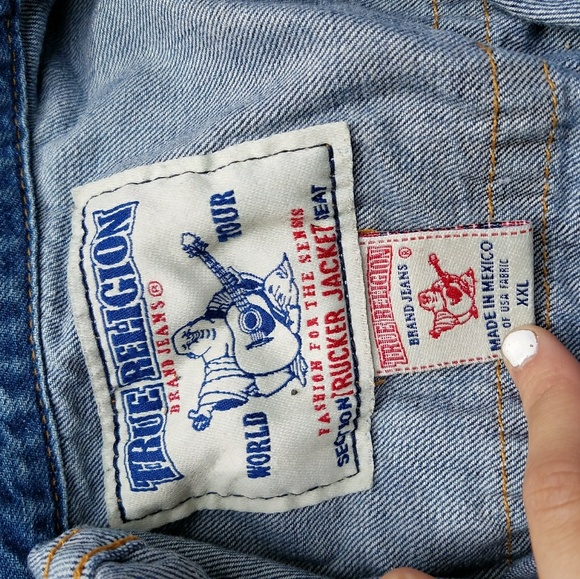 TRUE RELIGION
BRAND JEANS®
WORLD TOUR
FASHION FOR THE SENSES
SECTION TRUCKER JACKET SEAT
TRUE RELIGION
BRAND JEANS®
MADE IN MEXICO
OF USA FABRIC
XXL